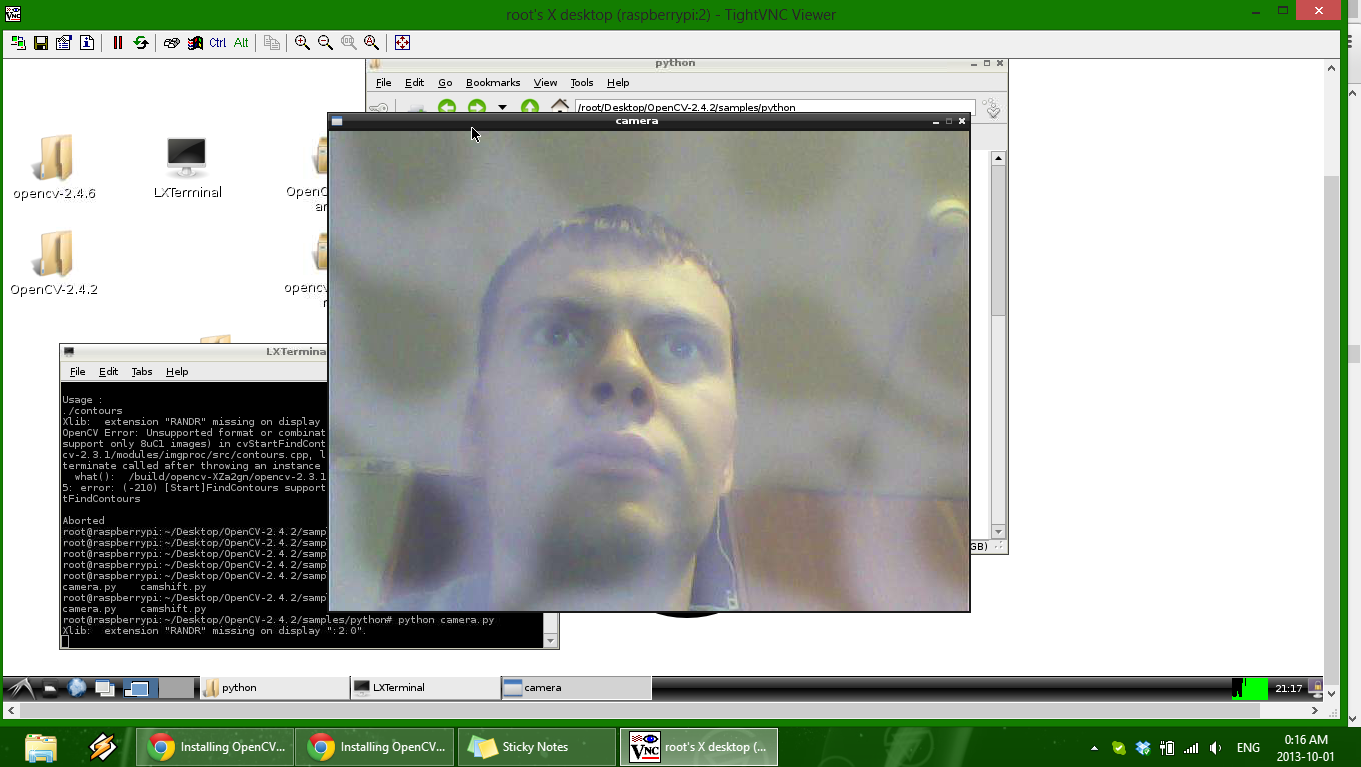 root's X desktop (raspberrypi:2) - TightVNC Viewer
Ctrl Alt
python
File Edit Go Bookmarks View Tools Help
/root/Desktop/OpenCV-2.4.2/samples/python
camera
opencv-2.4.6
LXTerminal
OpenC
ar
OpenCV-2.4.2
opencv
r
LXTermina
File Edit Tabs Help
Usage :
./contours
Xlib: extension "RANDR" missing on display
OpenCV Error: Unsupported format or combinat
support only 8uC1 images) in cvStartFindCont
cv-2.3.1/modules/imgproc/src/contours.cpp, l
terminate called after throwing an instance
what(): /build/opencv-XZa2gn/opencv-2.3.1
5: error: (-210) [Start]FindContours support
tFindContours
Aborted
root@raspberrypi:~/Desktop/OpenCV-2.4.2/samp
root@raspberrypi:~/Desktop/OpenCV-2.4.2/samp
root@raspberrypi:~/Desktop/OpenCV-2.4.2/samp
root@raspberrypi:~/Desktop/OpenCV-2.4.2/samp
root@raspberrypi:~/Desktop/OpenCV-2.4.2/samp
camera.py camshift.py
root@raspberrypi:~/Desktop/OpenCV-2.4.2/samp
camera.py camshift.py
root@raspberrypi:~/Desktop/OpenCV-2.4.2/samples/python# python camera.py
Xlib: extension "RANDR" missing on display ":2.0".
GB)
python
LXTerminal
camera
21:17
Installing OpenCV...
Installing OpenCV...
Sticky Notes
VNC
root's X desktop (...
ENG
0:16 AM
2013-10-01